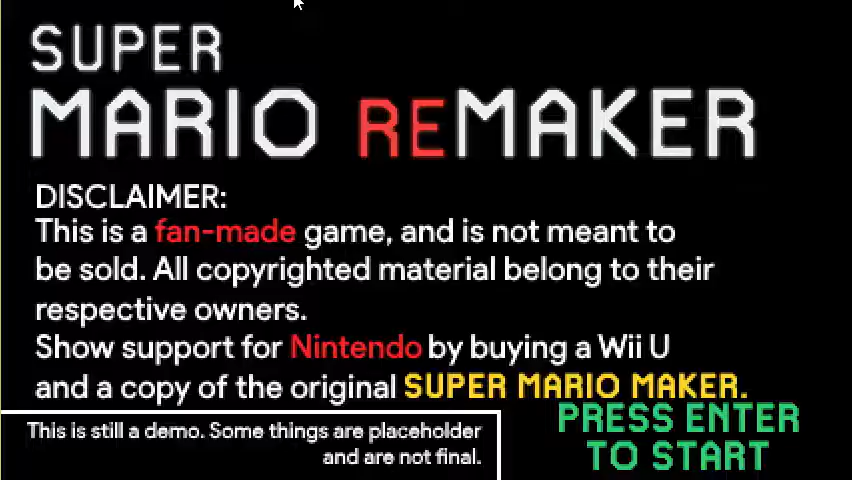 SUPER
MARIO REMAKER
DISCLAIMER:
This is a fan-made game, and is not meant to
be sold. All copyrighted material belong to their
respective owners.
Show support for Nintendo by buying a Wii U
and a copy of the original SUPER MARIO MAKER.
This is still a demo. Some things are placeholder
and are not final.
PRESS ENTER
TO START